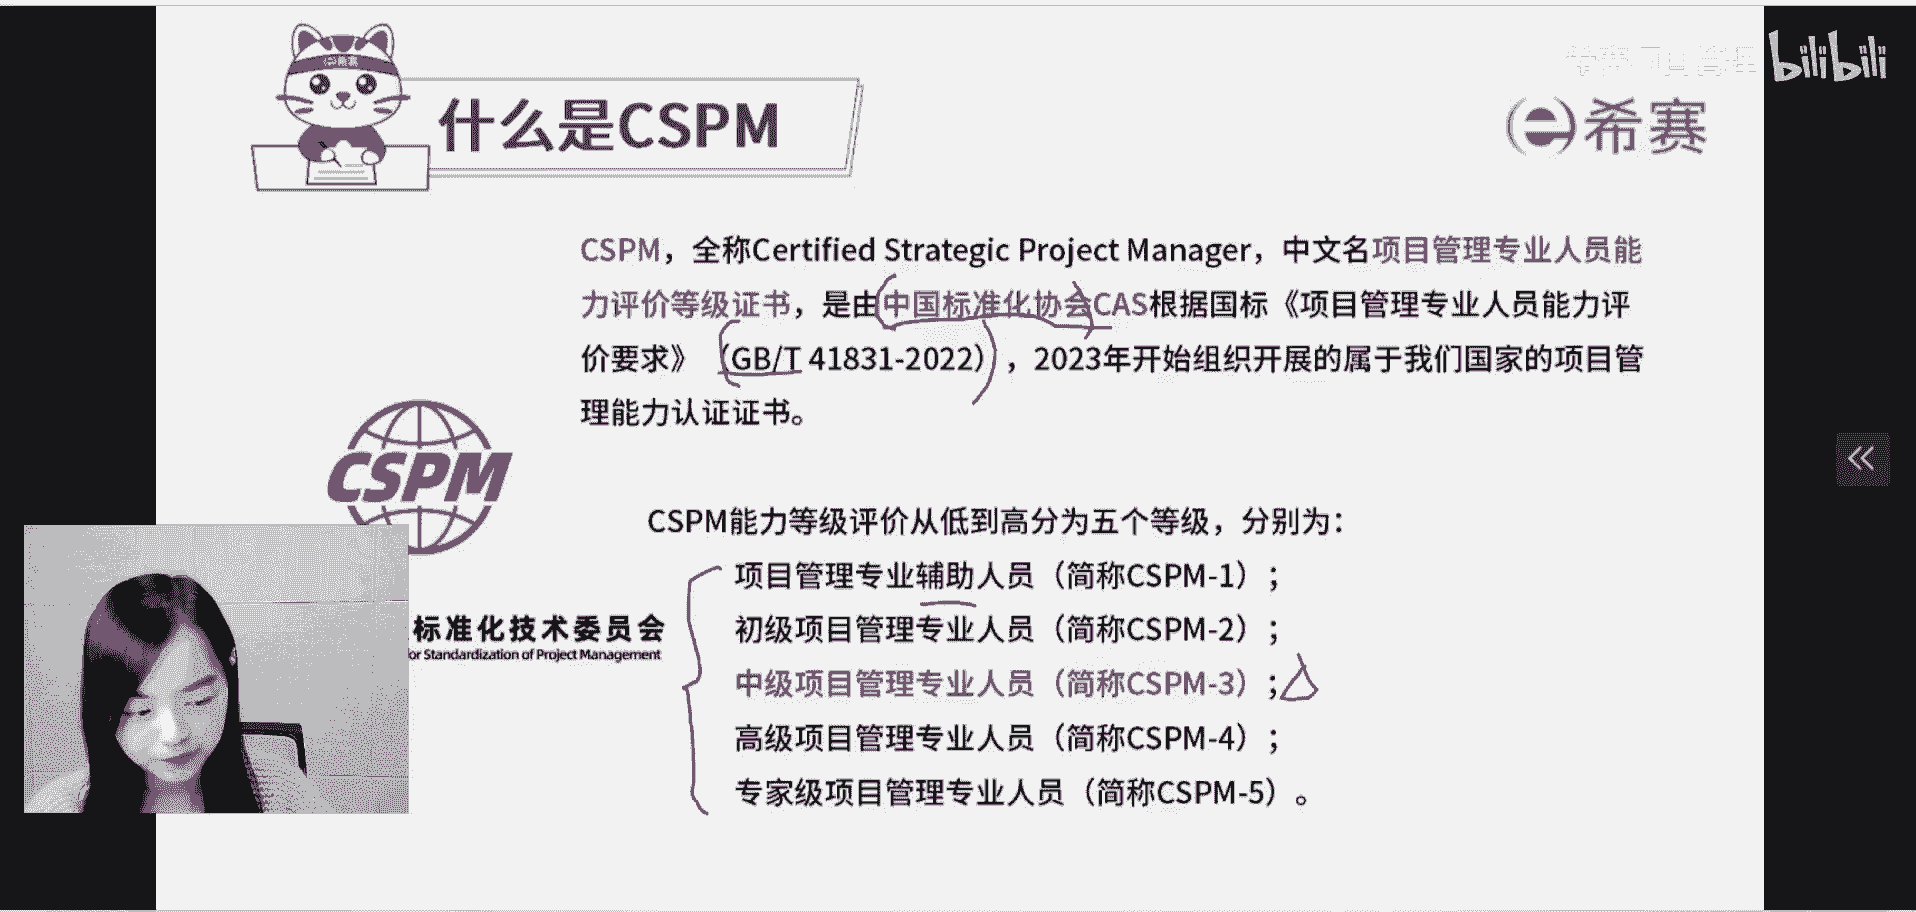 什么是CSPM
bilibili
希赛
CSPM，全称Certified Strategic Project Manager，中文名项目管理专业人员能
力评价等级证书，是由中国标准化协会CAS根据国标《项目管理专业人员能力评
价要求》（GB/T 41831-2022），2023年开始组织开展的属于我们国家的项目管
理能力认证证书。
CSPM
CSPM能力等级评价从低到高分为五个等级，分别为：
项目管理专业辅助人员（简称CSPM-1）；
初级项目管理专业人员（简称CSPM-2）；
标准化技术委员会
or Standardization of Project Management
中级项目管理专业人员（简称CSPM-3）；
高级项目管理专业人员（简称CSPM-4）；
专家级项目管理专业人员（简称CSPM-5）。